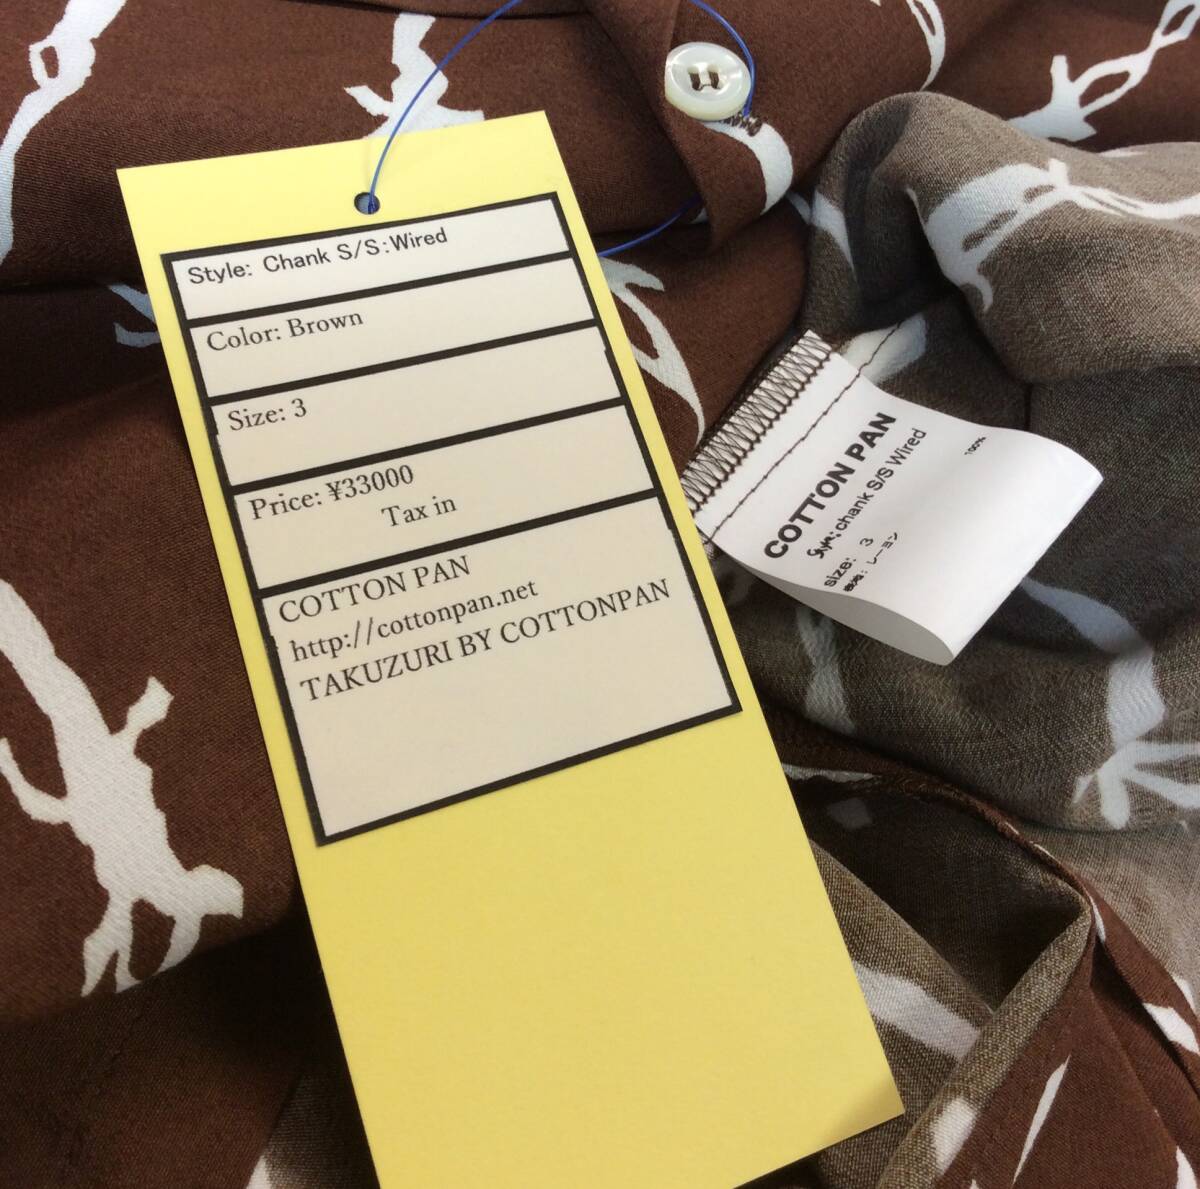 Style: Chank S/S:Wired
Color: Brown
Size: 3
Price: ¥33000
Tax in
COTTON PAN
http://cottonpan.net
TAKUZURI BY COTTONPAN
COTTON PAN
Style: chank S/S Wired
size: 3
レーヨン 100%